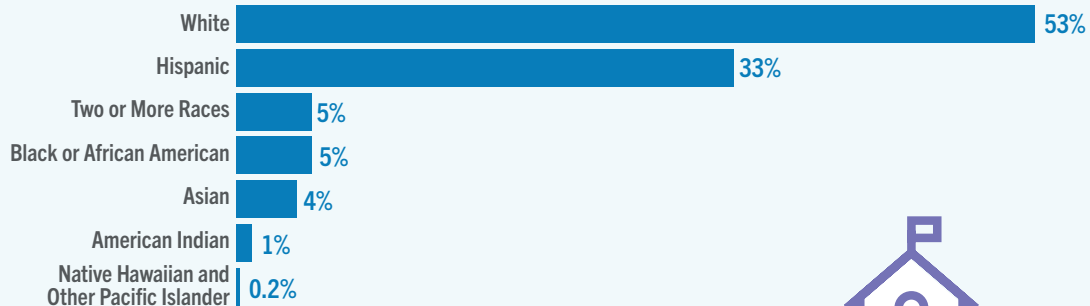 White 53%
Hispanic 33%
Two or More Races 5%
Black or African American 5%
Asian 4%
American Indian 1%
Native Hawaiian and
Other Pacific Islander 0.2%